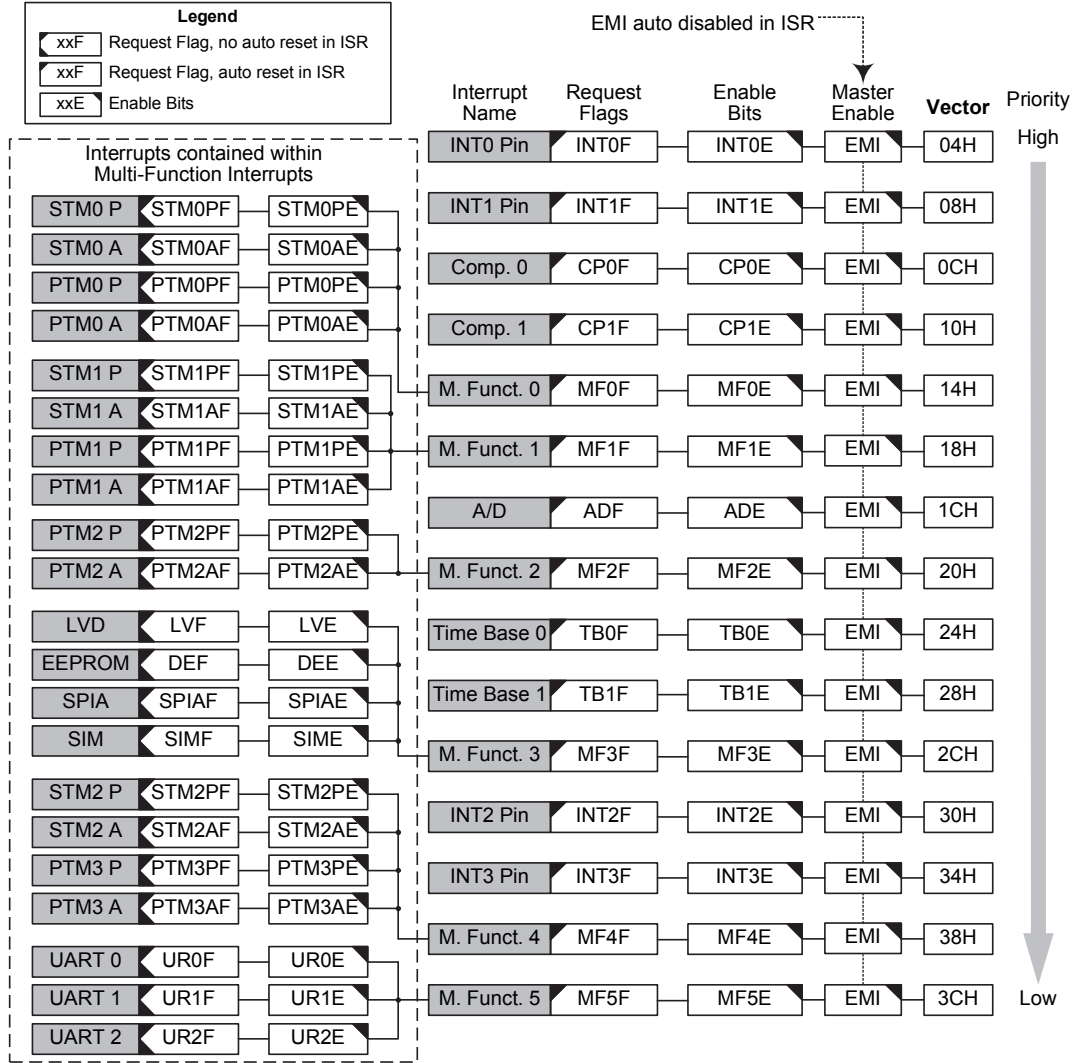 Legend
xxF Request Flag, no auto reset in ISR
xxF Request Flag, auto reset in ISR
xxE Enable Bits
EMI auto disabled in ISR
Interrupt Name Request Flags Enable Bits Master Enable Vector Priority
High
INT0 Pin INT0F INT0E EMI 04H
INT1 Pin INT1F INT1E EMI 08H
Comp. 0 CP0F CP0E EMI 0CH
Comp. 1 CP1F CP1E EMI 10H
M. Funct. 0 MF0F MF0E EMI 14H
M. Funct. 1 MF1F MF1E EMI 18H
A/D ADF ADE EMI 1CH
M. Funct. 2 MF2F MF2E EMI 20H
Time Base 0 TB0F TB0E EMI 24H
Time Base 1 TB1F TB1E EMI 28H
M. Funct. 3 MF3F MF3E EMI 2CH
INT2 Pin INT2F INT2E EMI 30H
INT3 Pin INT3F INT3E EMI 34H
M. Funct. 4 MF4F MF4E EMI 38H
M. Funct. 5 MF5F MF5E EMI 3CH
Low
Interrupts contained within
Multi-Function Interrupts
STM0 P STM0PF STM0PE
STM0 A STM0AF STM0AE
PTM0 P PTM0PF PTM0PE
PTM0 A PTM0AF PTM0AE
STM1 P STM1PF STM1PE
STM1 A STM1AF STM1AE
PTM1 P PTM1PF PTM1PE
PTM1 A PTM1AF PTM1AE
PTM2 P PTM2PF PTM2PE
PTM2 A PTM2AF PTM2AE
LVD LVF LVE
EEPROM DEF DEE
SPIA SPIAF SPIAE
SIM SIMF SIME
STM2 P STM2PF STM2PE
STM2 A STM2AF STM2AE
PTM3 P PTM3PF PTM3PE
PTM3 A PTM3AF PTM3AE
UART 0 UR0F UR0E
UART 1 UR1F UR1E
UART 2 UR2F UR2E